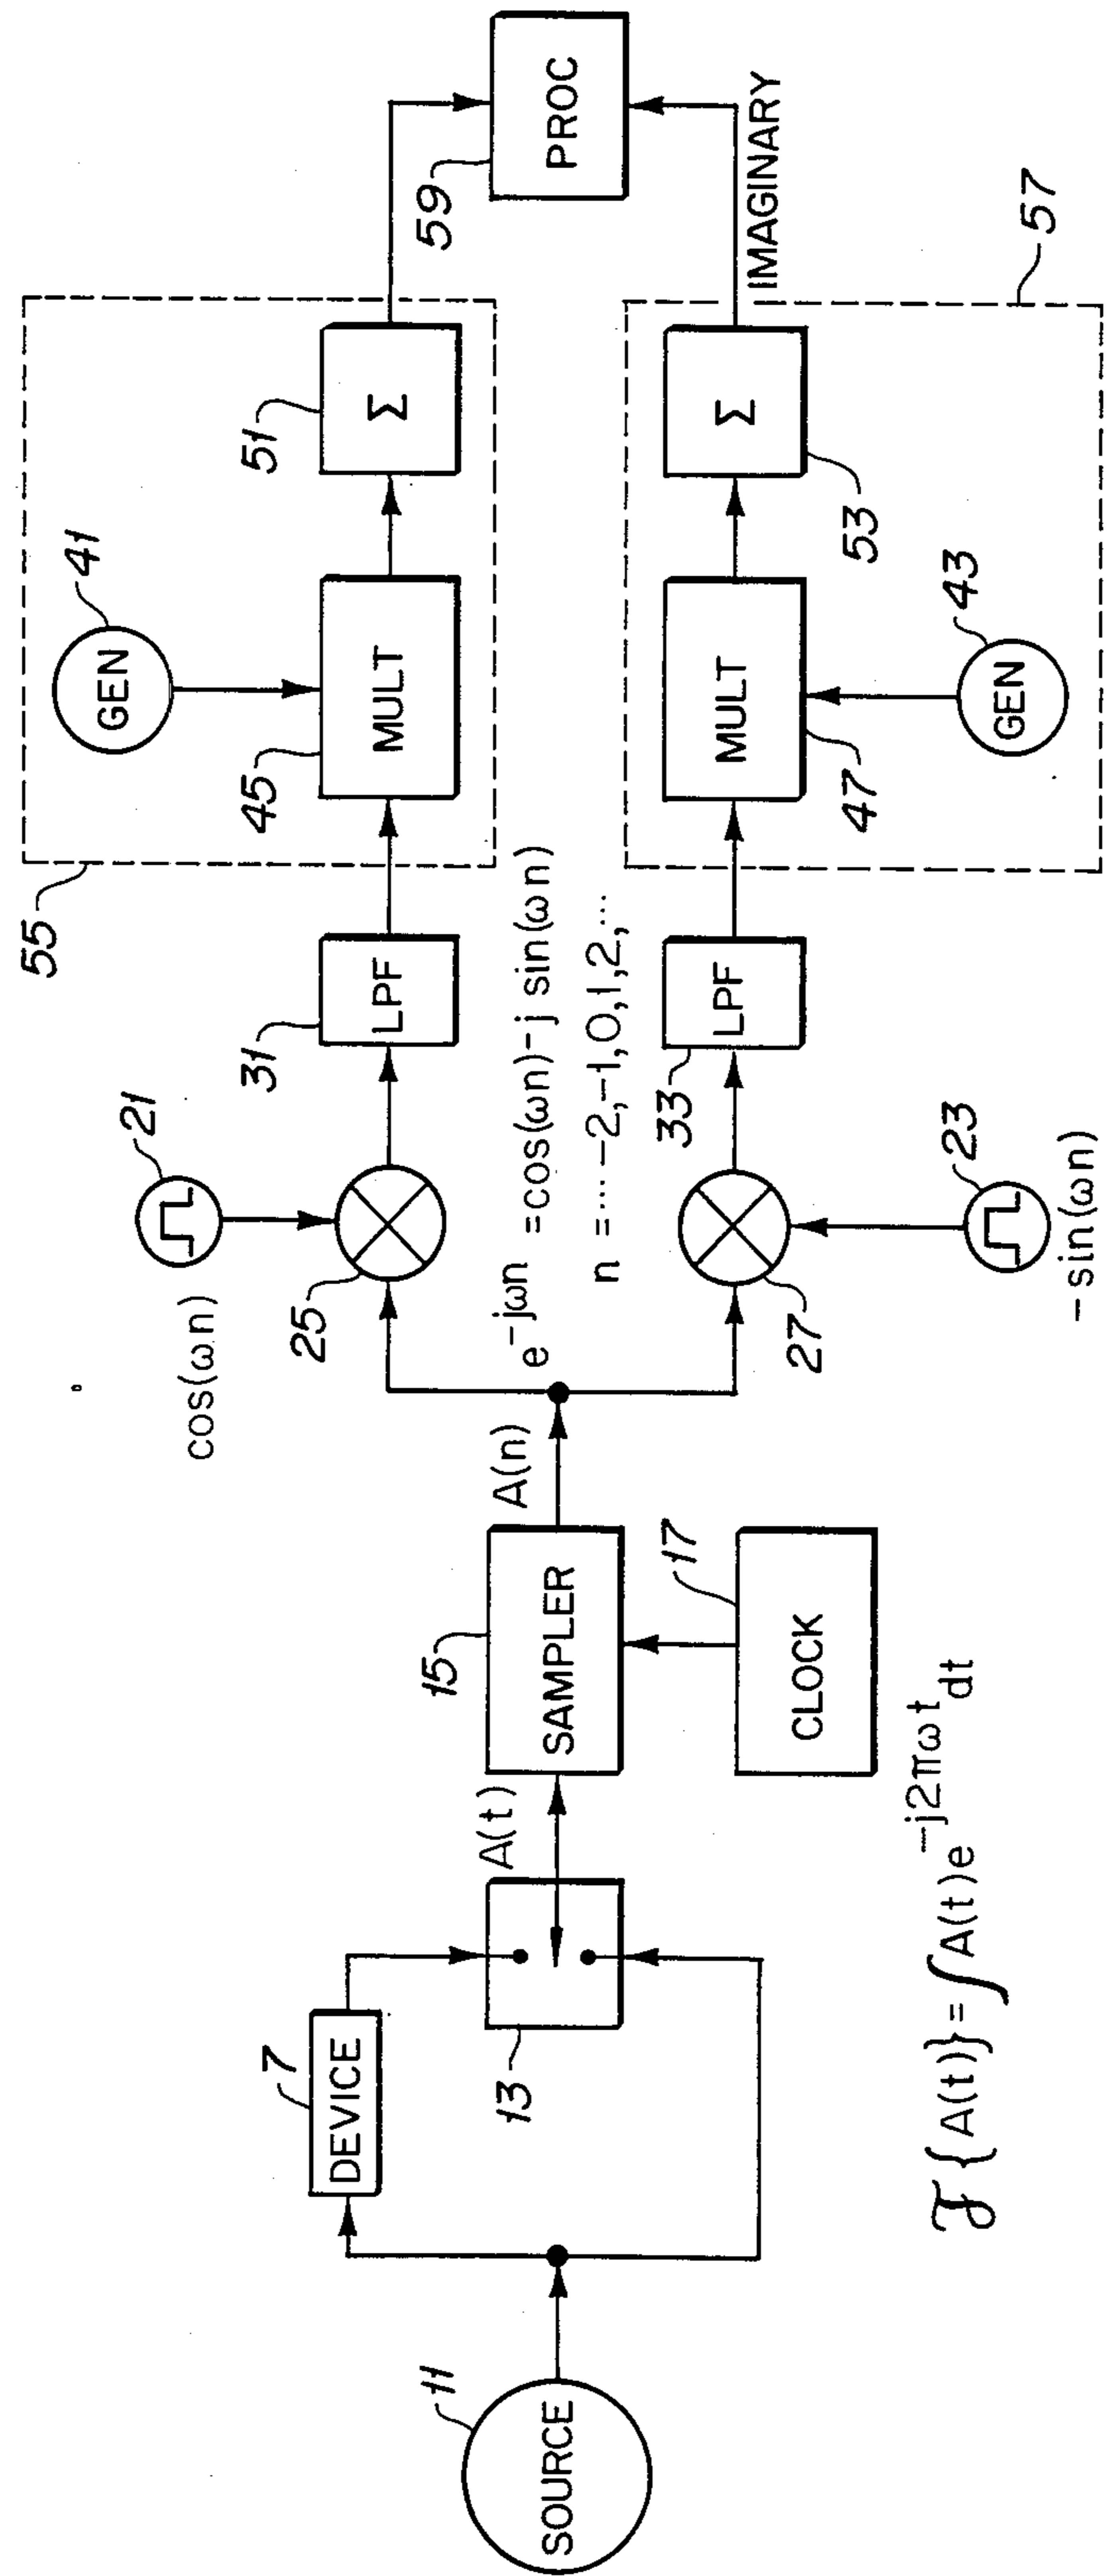 SOURCE
11
DEVICE
7
13
A(t)
SAMPLER
15
CLOCK
17
A(n)
cos(ωn)
21
25
e^-jωn = cos(ωn)-j sin(ωn)
n = ... -2,-1,0,1,2, ...
27
23
-sin(ωn)
LPF
31
LPF
33
55
GEN
41
MULT
45
Σ
51
MULT
47
GEN
43
Σ
53
57
IMAGINARY
PROC
59
ℱ{A(t)} = ∫A(t)e^-j2πωt dt